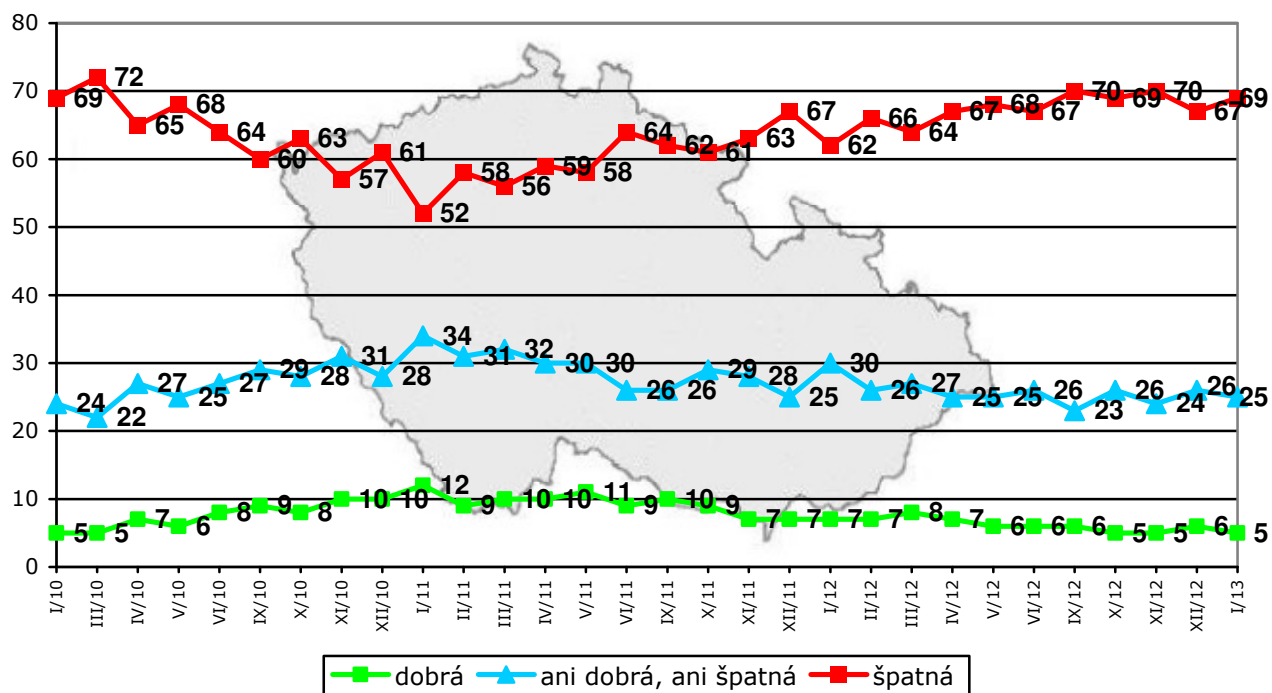 80
70
60
50
40
30
20
10
0
69 72 65 68 64 60 63 57 61 52 58 56 59 58 64 62 61 63 67 62 66 64 67 68 67 70 69 70 67 69
24 22 27 25 27 29 28 31 28 34 31 32 30 30 26 26 29 28 25 30 26 27 25 25 26 23 26 24 26 25
5 5 7 6 8 9 8 10 10 12 9 10 10 11 9 10 9 7 7 7 7 8 7 6 6 6 5 5 6 5
I/10 III/10 IV/10 V/10 VI/10 IX/10 X/10 XI/10 XII/10 I/11 II/11 III/11 IV/11 V/11 VI/11 IX/11 X/11 XI/11 XII/11 I/12 II/12 III/12 IV/12 V/12 VI/12 IX/12 X/12 XI/12 XII/12 I/13
dobrá ani dobrá, ani špatná špatná